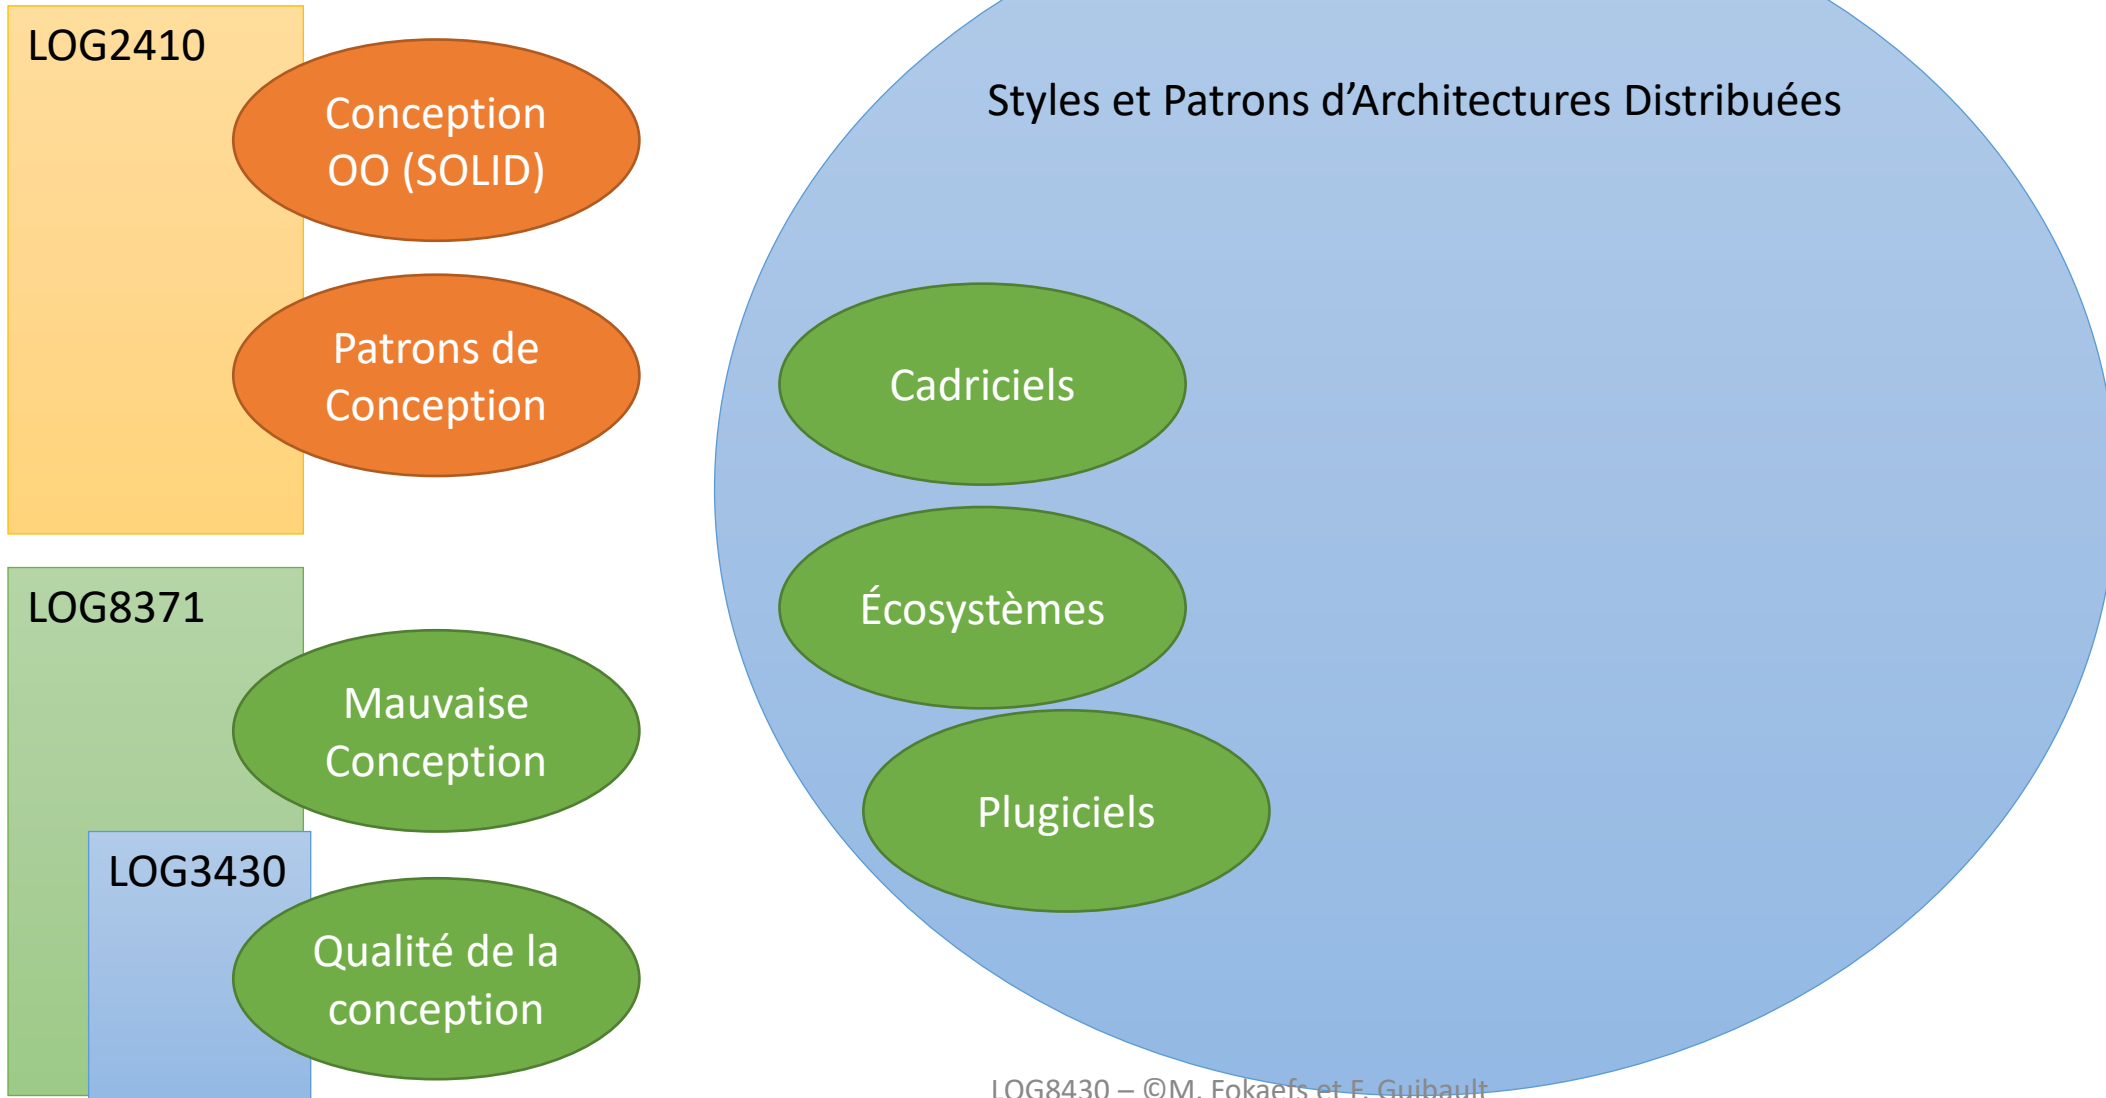 LOG2410
Conception
OO (SOLID)
Patrons de
Conception
LOG8371
Mauvaise
Conception
LOG3430
Qualité de la
conception
Styles et Patrons d’Architectures Distribuées
Cadriciels
Écosystèmes
Plugiciels
LOG8430 – ©M. Fokaefs et F. Guibault